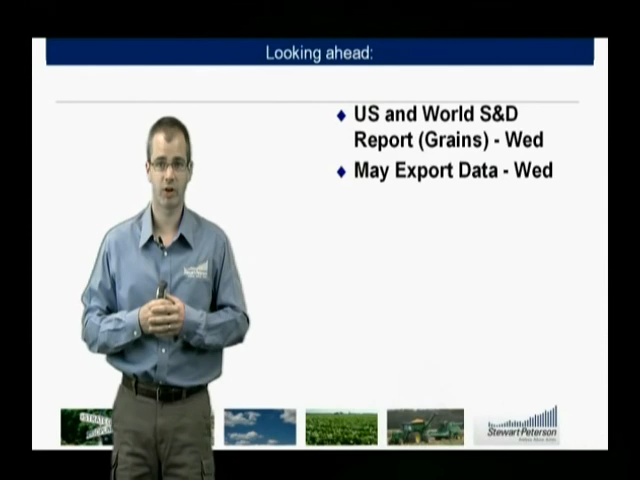 Looking ahead:
US and World S&D
Report (Grains) - Wed
May Export Data - Wed
Stewart-Peterson